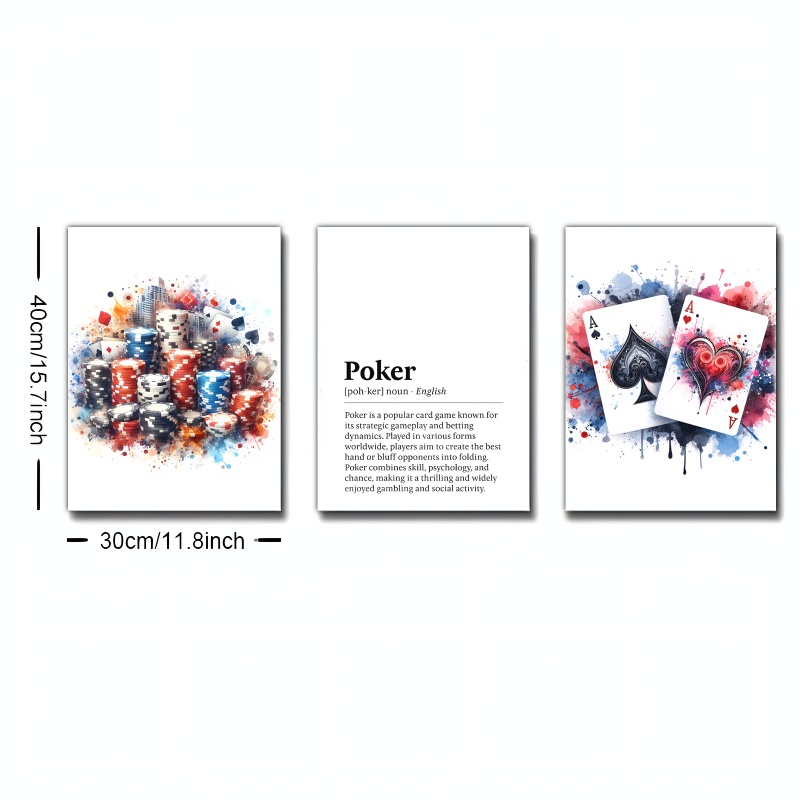 40cm/15.7inch
30cm/11.8inch
Poker
[poh·ker] noun · English
Poker is a popular card game known for
its strategic gameplay and betting
dynamics. Played in various forms
worldwide, players aim to create the best
hand or bluff opponents into folding.
Poker combines skill, psychology, and
chance, making it a thrilling and widely
enjoyed gambling and social activity.
A
A
A